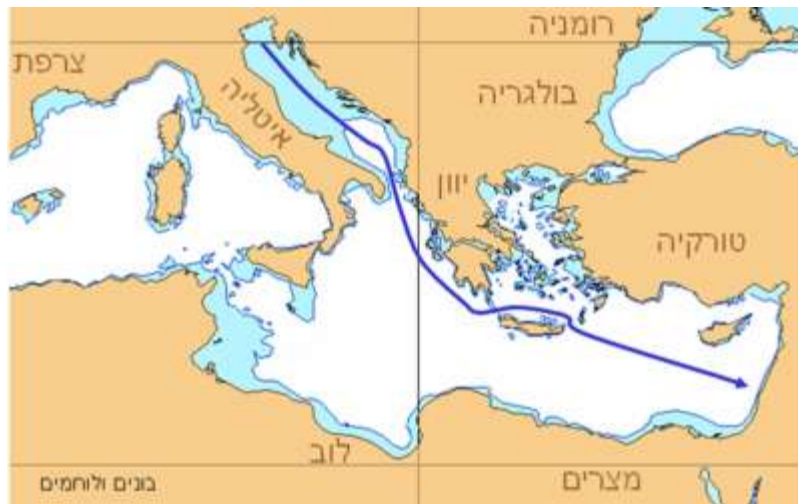 רומניה
צרפת
בולגריה
איטליה
יוון
טורקיה
לוב
מצרים
בונים ולוחמים